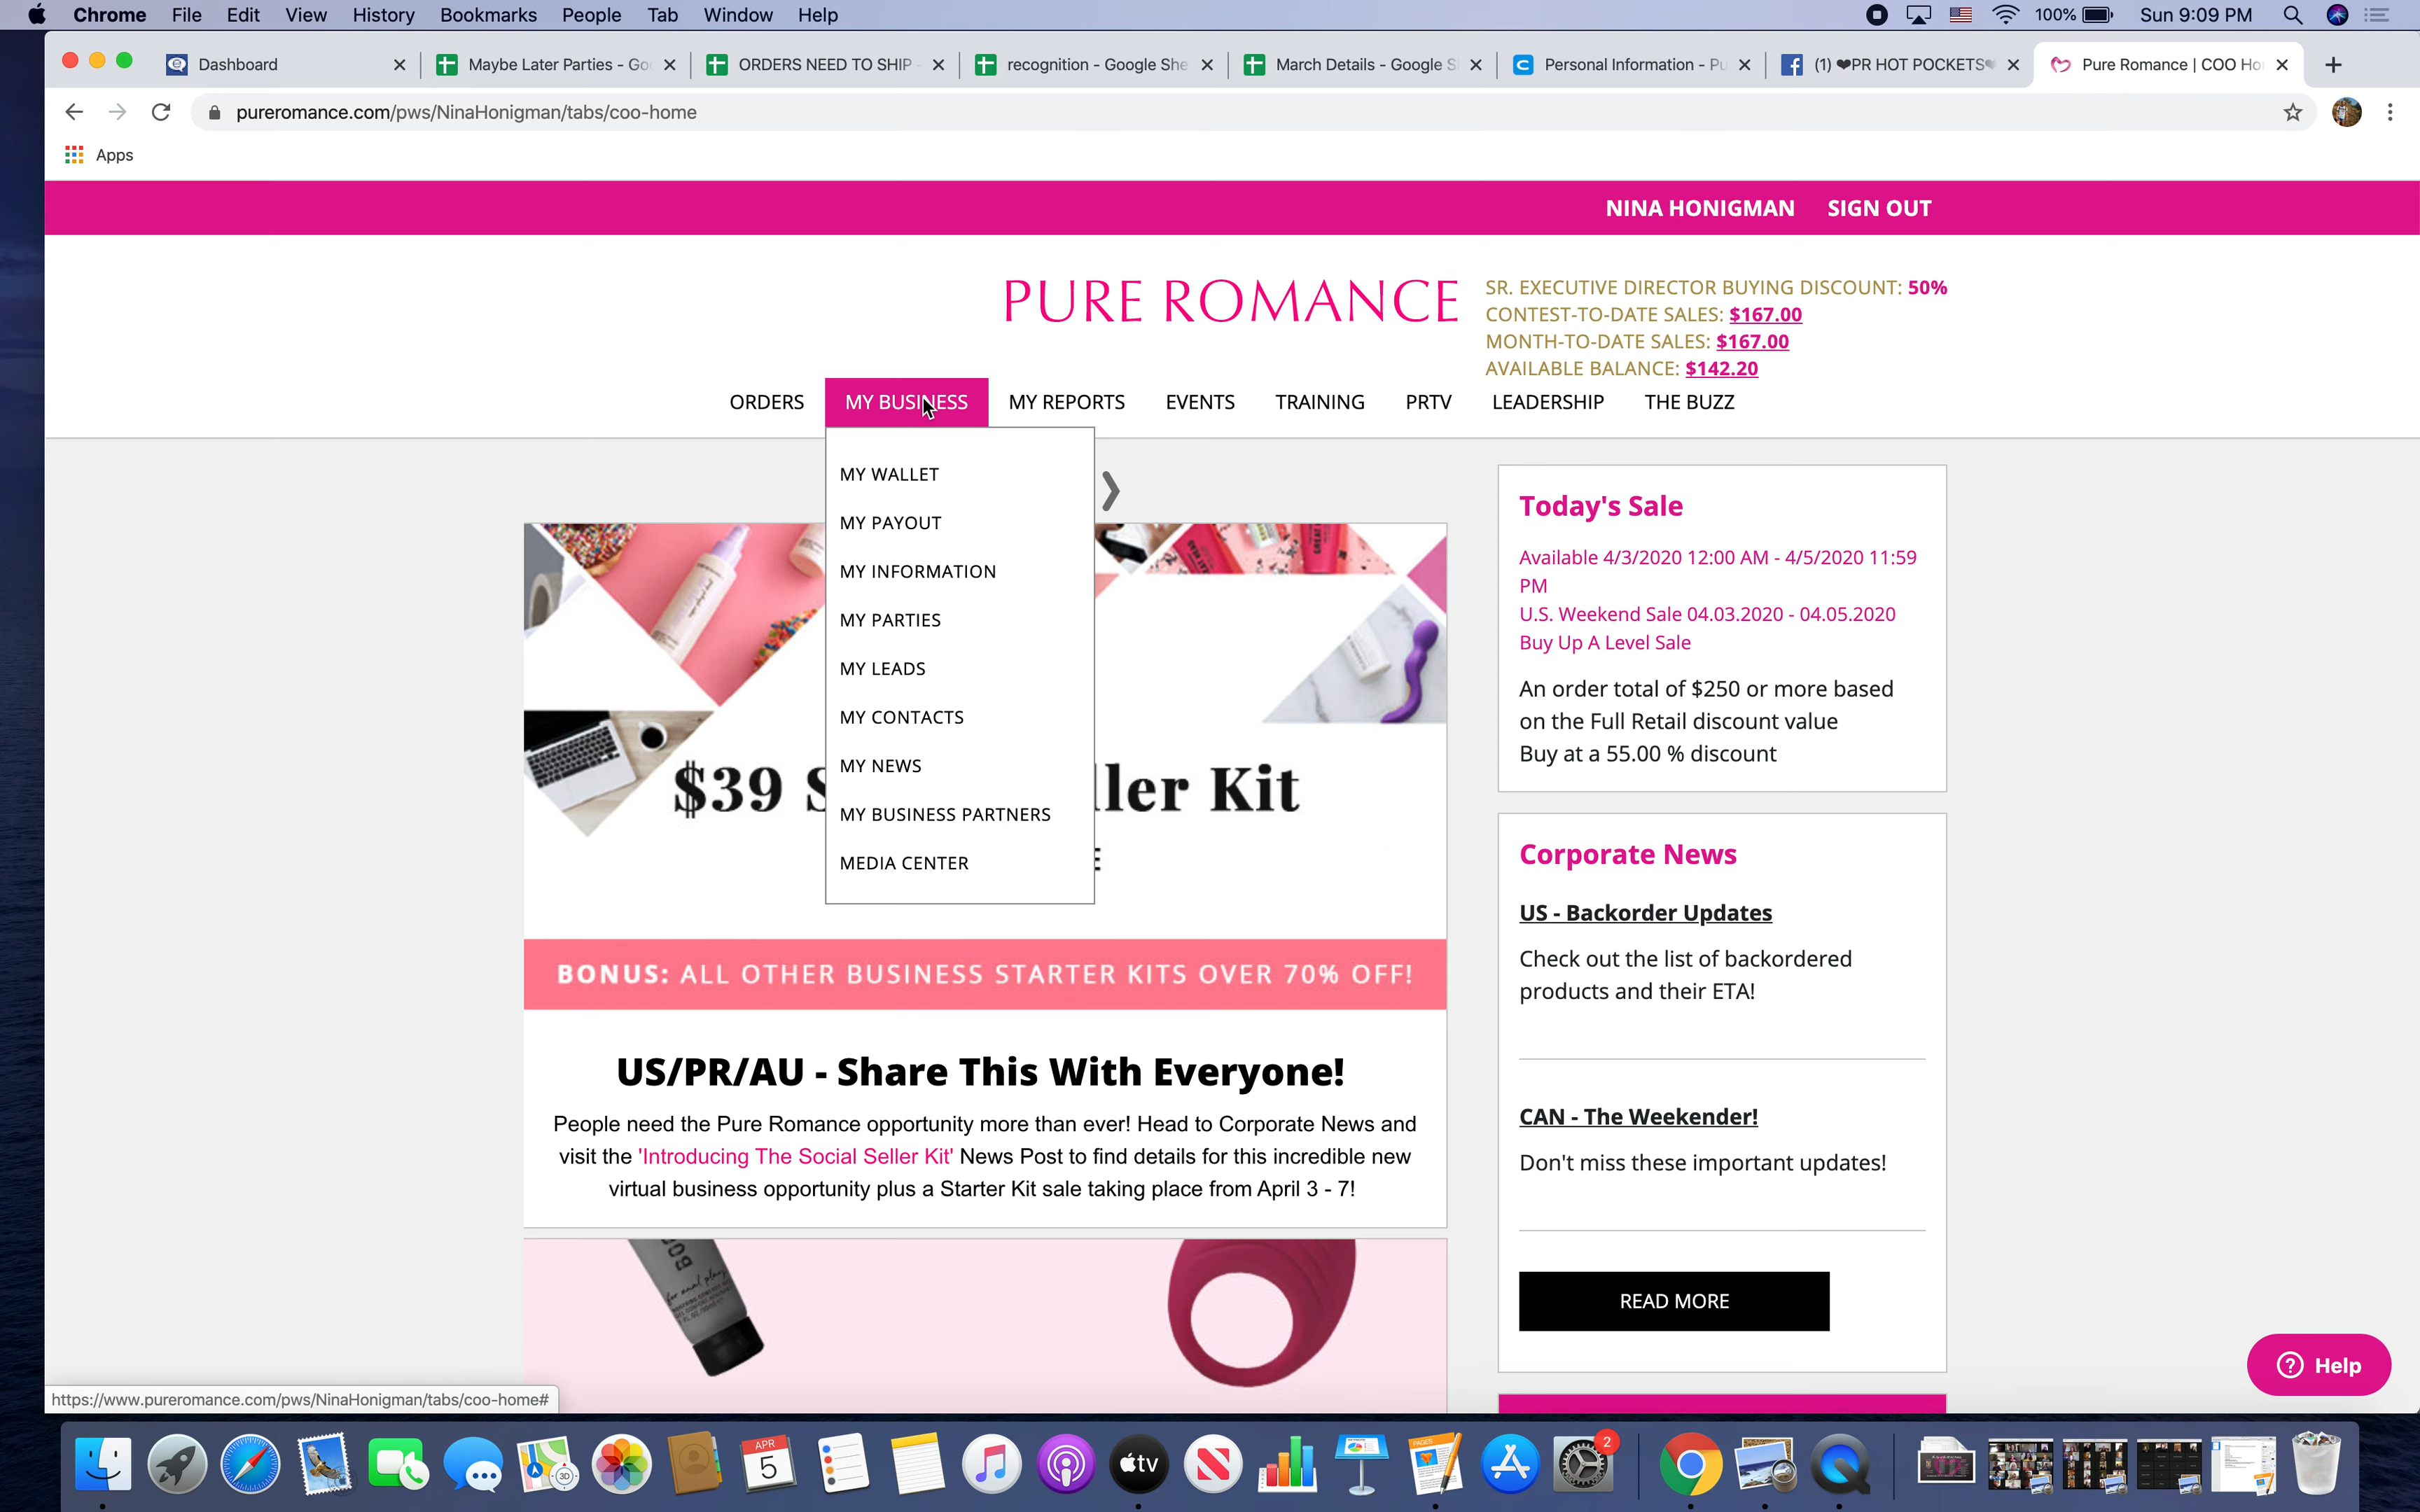 Chrome File Edit View History Bookmarks People Tab Window Help 100% Sun 9:09 PM
Dashboard Maybe Later Parties - Go ORDERS NEED TO SHIP - recognition - Google She March Details - Google S Personal Information - Pu (1) ❤PR HOT POCKETS❤ Pure Romance | COO Ho
pureromance.com/pws/NinaHonigman/tabs/coo-home
Apps
NINA HONIGMAN SIGN OUT
PURE ROMANCE
SR. EXECUTIVE DIRECTOR BUYING DISCOUNT: 50%
CONTEST-TO-DATE SALES: $167.00
MONTH-TO-DATE SALES: $167.00
AVAILABLE BALANCE: $142.20
ORDERS MY BUSINESS MY REPORTS EVENTS TRAINING PRTV LEADERSHIP THE BUZZ
MY WALLET
MY PAYOUT
MY INFORMATION
MY PARTIES
MY LEADS
MY CONTACTS
MY NEWS
MY BUSINESS PARTNERS
MEDIA CENTER
$39 S ller Kit
BONUS: ALL OTHER BUSINESS STARTER KITS OVER 70% OFF!
US/PR/AU - Share This With Everyone!
People need the Pure Romance opportunity more than ever! Head to Corporate News and
visit the 'Introducing The Social Seller Kit' News Post to find details for this incredible new
virtual business opportunity plus a Starter Kit sale taking place from April 3 - 7!
Today's Sale
Available 4/3/2020 12:00 AM - 4/5/2020 11:59
PM
U.S. Weekend Sale 04.03.2020 - 04.05.2020
Buy Up A Level Sale
An order total of $250 or more based
on the Full Retail discount value
Buy at a 55.00 % discount
Corporate News
US - Backorder Updates
Check out the list of backordered
products and their ETA!
CAN - The Weekender!
Don't miss these important updates!
READ MORE
Help
https://www.pureromance.com/pws/NinaHonigman/tabs/coo-home#
APR
5
tv
2